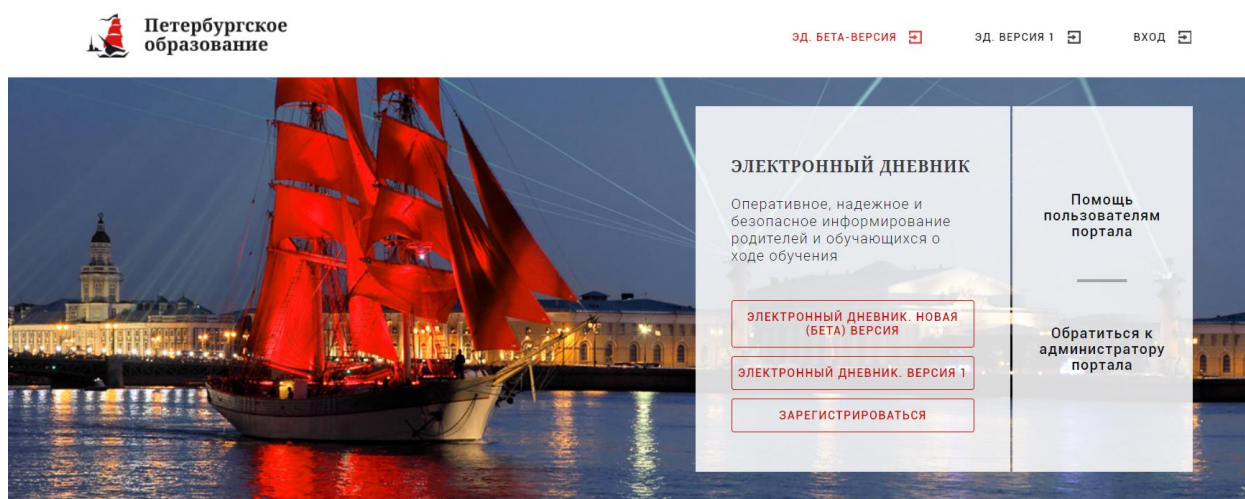 Петербургское
образование
ЭД. БЕТА-ВЕРСИЯ
ЭД. ВЕРСИЯ 1
ВХОД
ЭЛЕКТРОННЫЙ ДНЕВНИК
Оперативное, надежное и
безопасное информирование
родителей и обучающихся о
ходе обучения
ЭЛЕКТРОННЫЙ ДНЕВНИК. НОВАЯ
(БЕТА) ВЕРСИЯ
ЭЛЕКТРОННЫЙ ДНЕВНИК. ВЕРСИЯ 1
ЗАРЕГИСТРИРОВАТЬСЯ
Помощь
пользователям
портала
Обратиться к
администратору
портала